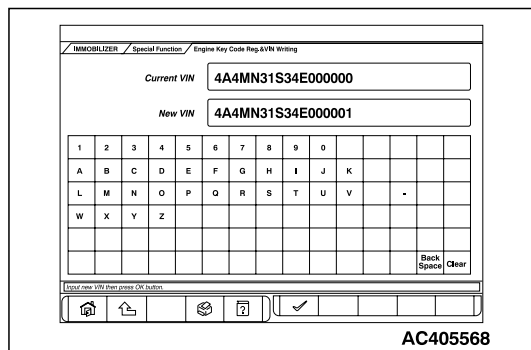 IMMOBILIZER Special Function Engine Key Code Reg.&VIN Writing
Current VIN 4A4MN31S34E000000
New VIN 4A4MN31S34E000001
1 2 3 4 5 6 7 8 9 0
A B C D E F G H I J K
L M N O P Q R S T U V -
W X Y Z
Back Space Clear
Input new VIN then press OK button.
?
AC405568